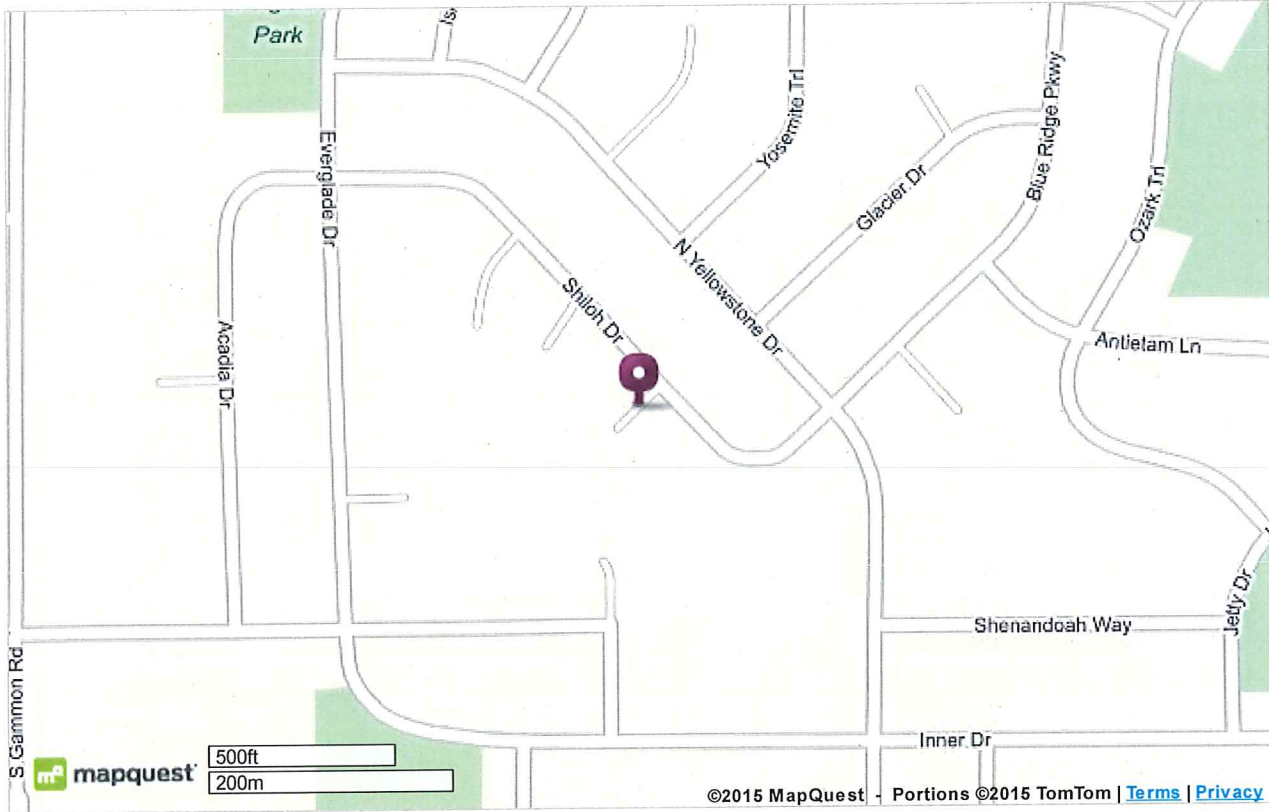 Park
Is
Everglade Dr
Yosemite Trl
Blue Ridge Pkwy
Glacier Dr
Ozark Trl
N Yellowstone Dr
Shiloh Dr
Acadia Dr
Antietam Ln
Shenandoah Way
Jetty Dr
S Gammon Rd
Inner Dr
mq mapquest
500ft
200m
©2015 MapQuest - Portions ©2015 TomTom | Terms | Privacy